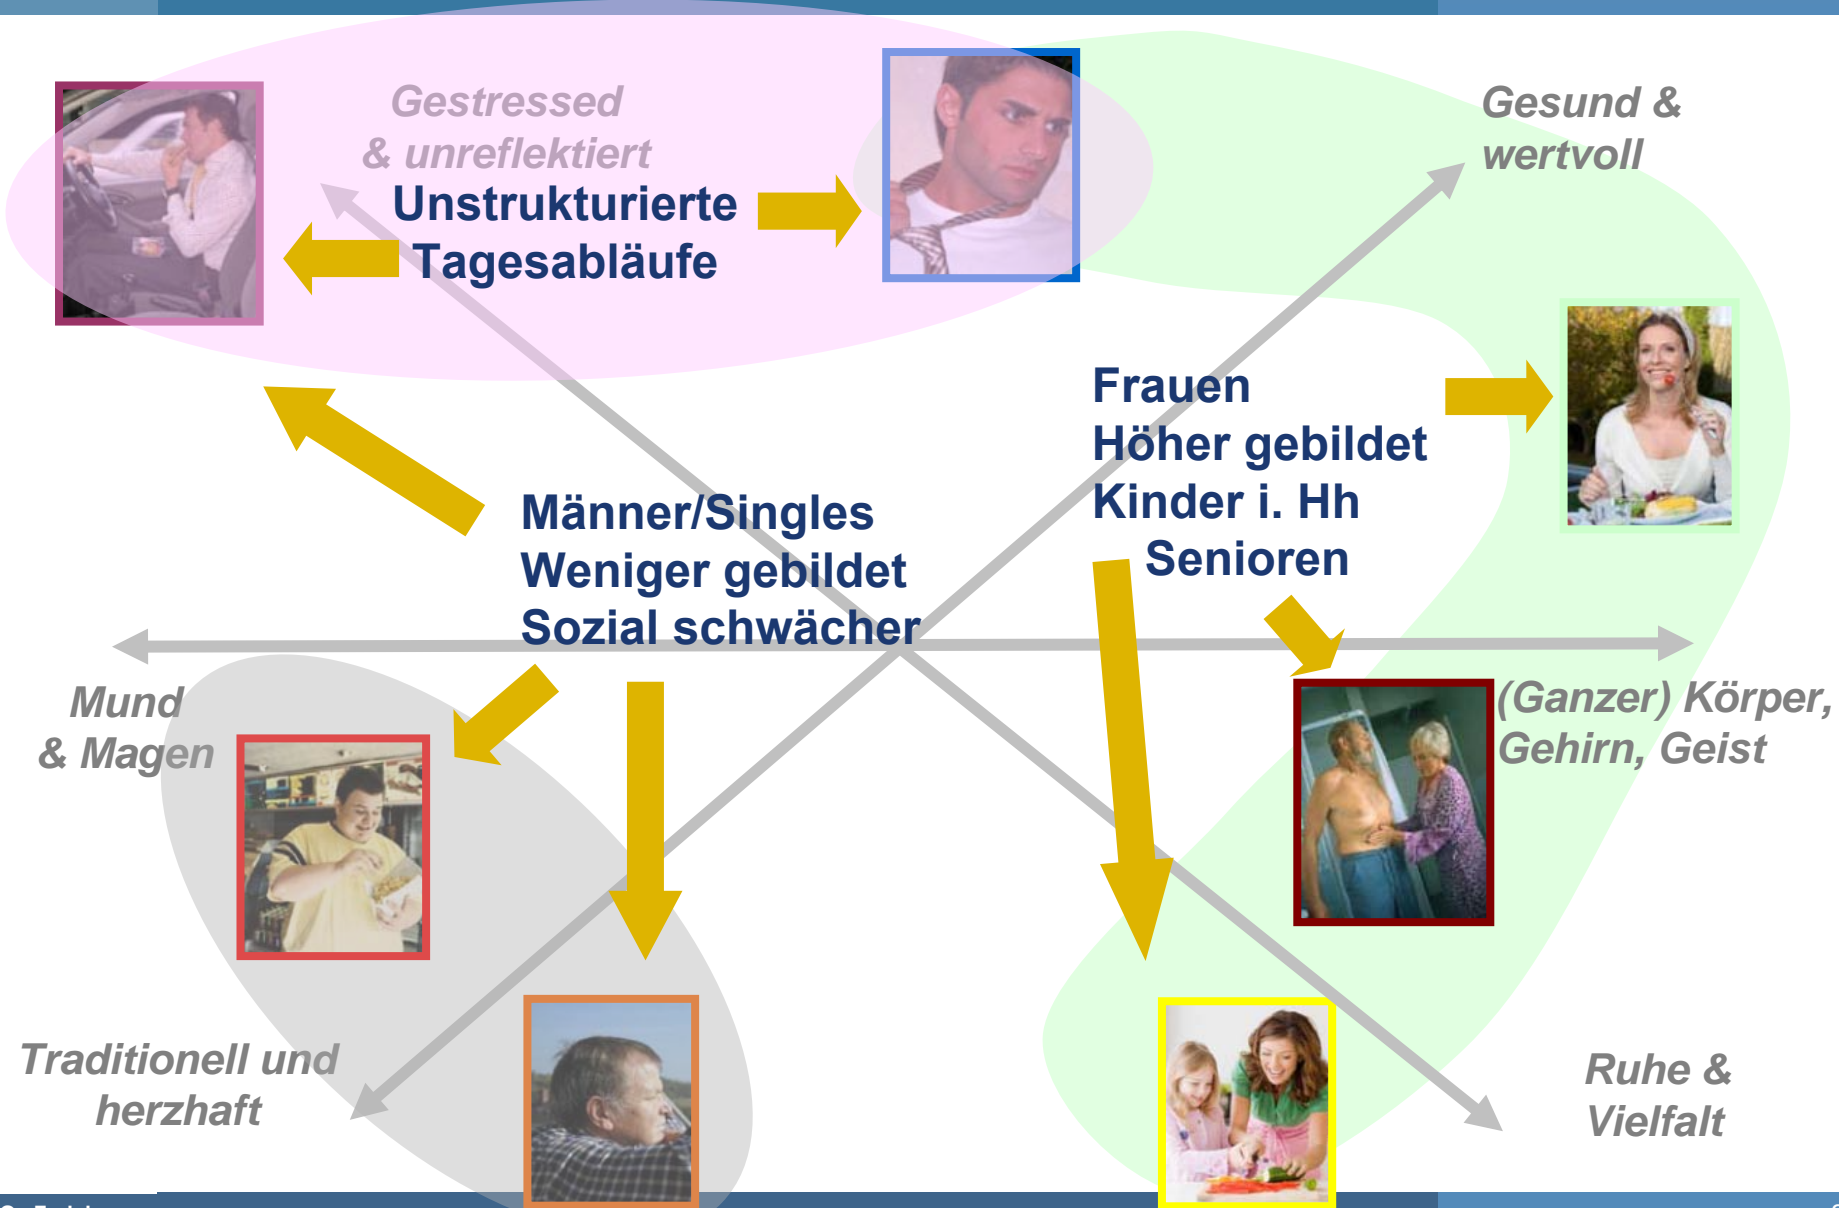 Gestressed
& unreflektiert
Unstrukturierte
Tagesabläufe
Gesund &
wertvoll
Frauen
Höher gebildet
Kinder i. Hh
Senioren
Männer/Singles
Weniger gebildet
Sozial schwächer
Mund
& Magen
(Ganzer) Körper,
Gehirn, Geist
Traditionell und
herzhaft
Ruhe &
Vielfalt